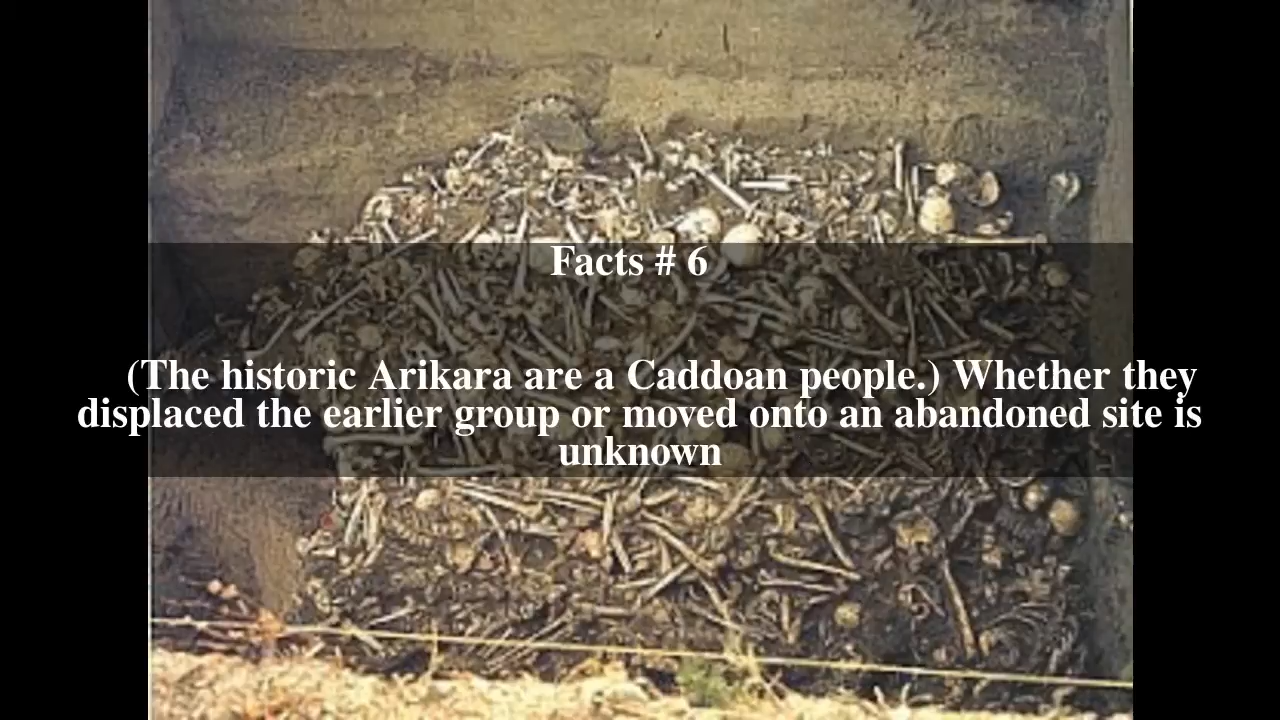 Facts # 6
(The historic Arikara are a Caddoan people.) Whether they
displaced the earlier group or moved onto an abandoned site is
unknown